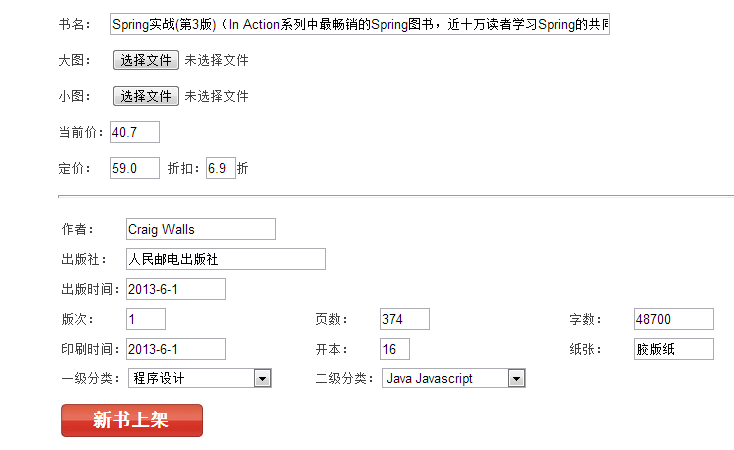 书名： Spring实战(第3版)（In Action系列中最畅销的Spring图书，近十万读者学习Spring的共
大图： 选择文件 未选择文件
小图： 选择文件 未选择文件
当前价： 40.7
定价： 59.0 折扣： 6.9 折
作者： Craig Walls
出版社： 人民邮电出版社
出版时间： 2013-6-1
版次： 1 页数： 374 字数： 48700
印刷时间： 2013-6-1 开本： 16 纸张： 胶版纸
一级分类： 程序设计 二级分类： Java Javascript
新书上架